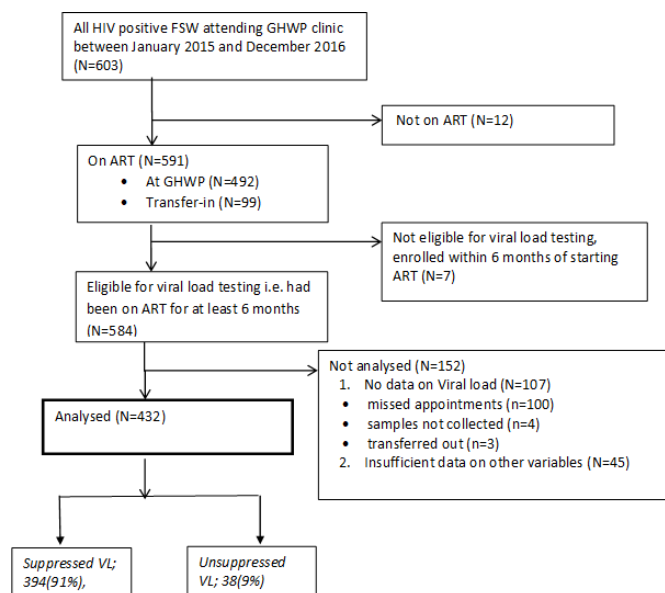 All HIV positive FSW attending GHWP clinic
between January 2015 and December 2016
(N=603)
Not on ART (N=12)
On ART (N=591)
• At GHWP (N=492)
• Transfer-in (N=99)
Not eligible for viral load testing,
enrolled within 6 months of starting
ART (N=7)
Eligible for viral load testing i.e. had
been on ART for at least 6 months
(N=584)
Not analysed (N=152)
1. No data on Viral load (N=107)
• missed appointments (n=100)
• samples not collected (n=4)
• transferred out (n=3)
2. Insufficient data on other variables (N=45)
Analysed (N=432)
Suppressed VL;
394(91%),
Unsuppressed
VL; 38(9%)